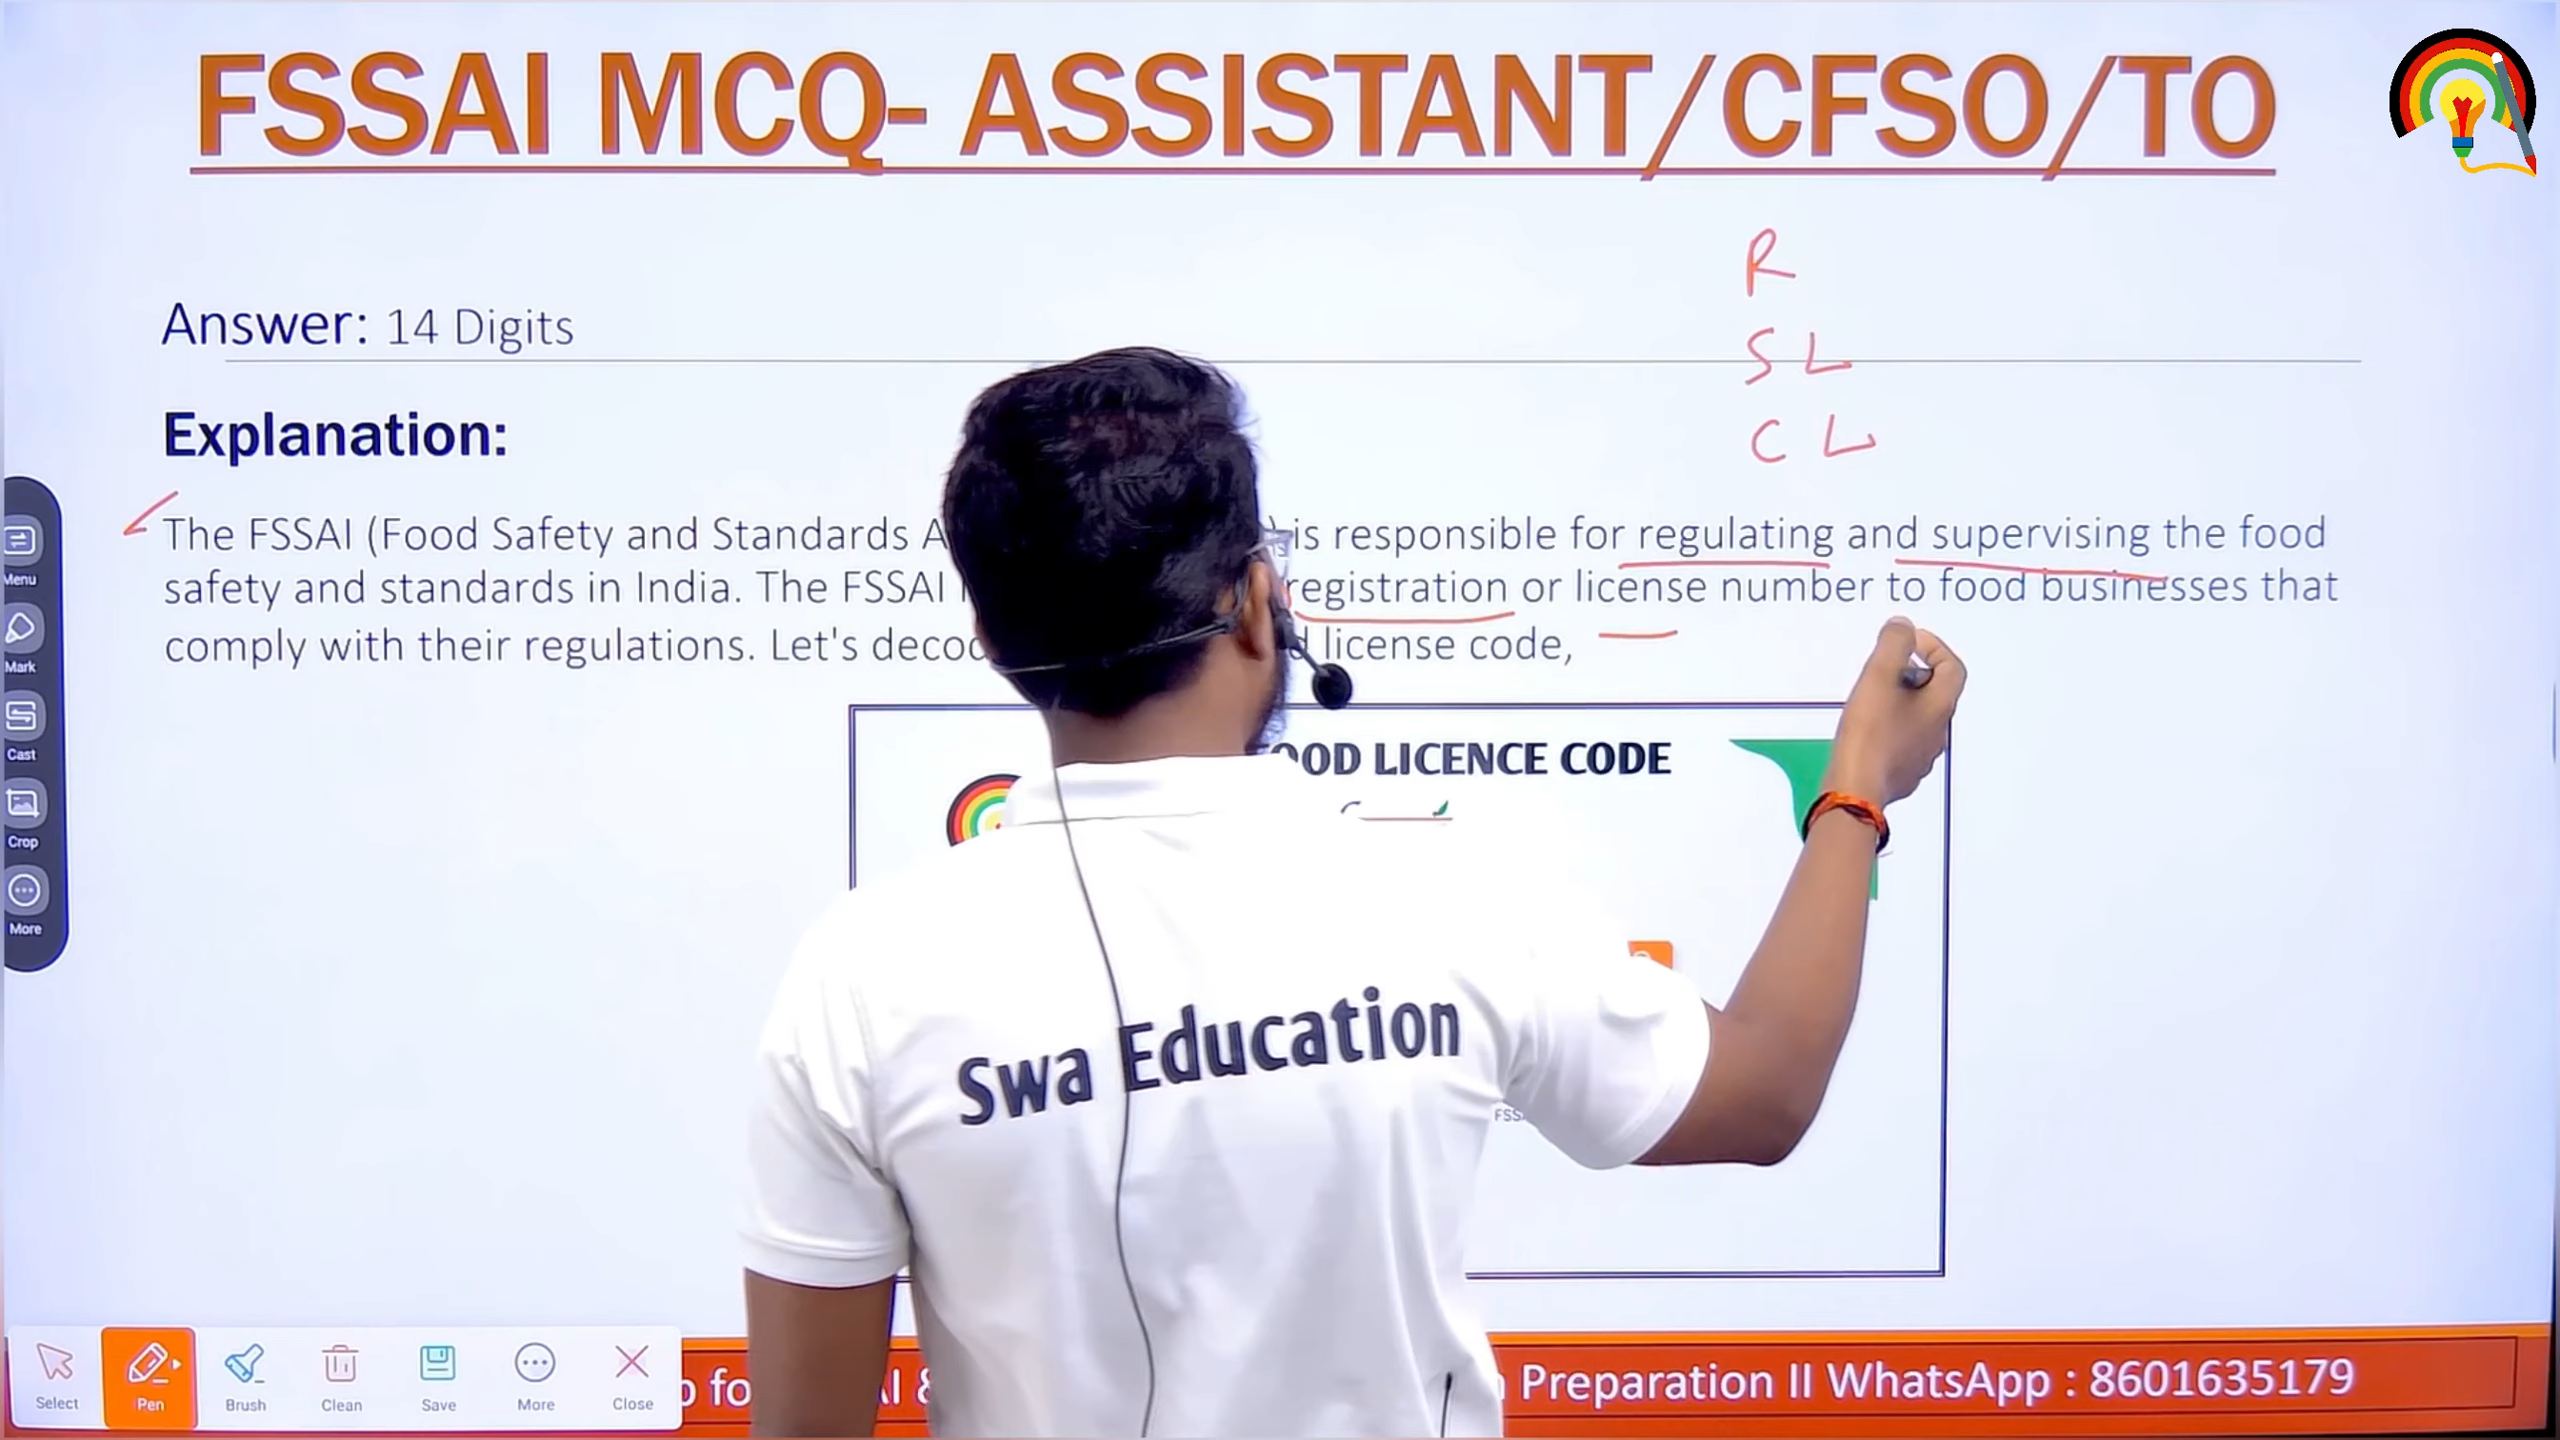 FSSAI MCQ- ASSISTANT/CFSO/TO
R
Answer: 14 Digits
S L
C L
Explanation:
The FSSAI (Food Safety and Standards is responsible for regulating and supervising the food
safety and standards in India. The FSSAI registration or license number to food businesses that
comply with their regulations. Let's license code,
LICENCE CODE
Menu
Mark
Cast
Crop
More
Swa Education
Select
Pen
Brush
Clean
Save
More
Close
Preparation II WhatsApp : 8601635179